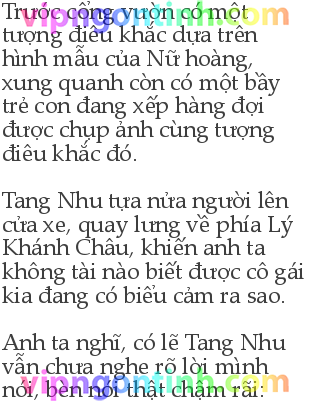 Trước cổng vườn có một
tượng điêu khắc dựa trên
hình mẫu của Nữ hoàng,
xung quanh còn có một bầy
trẻ con đang xếp hàng đợi
được chụp ảnh cùng tượng
điêu khắc đó.
Tang Nhu tựa nửa người lên
cửa xe, quay lưng về phía Lý
Khánh Châu, khiến anh ta
không tài nào biết được cô gái
kia đang có biểu cảm ra sao.
Anh ta nghĩ, có lẽ Tang Nhu
vẫn chưa nghe rõ lời mình
nói, bèn nói thật chậm rãi:
vipngontinh.com
vipngontinh.com